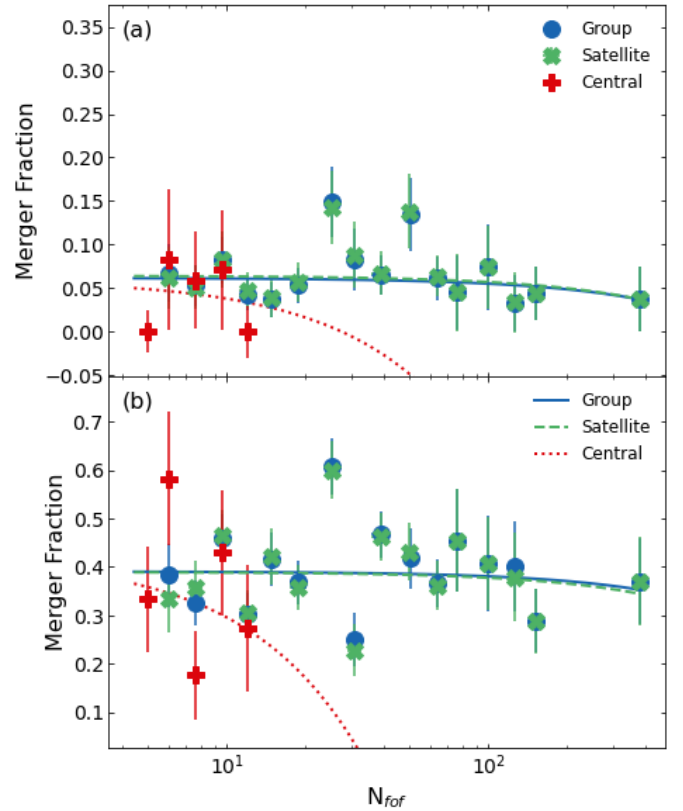 (a)
Group
Satellite
Central
0.35
0.30
0.25
0.20
0.15
0.10
0.05
0.00
−0.05
Merger Fraction
(b)
Group
Satellite
Central
0.7
0.6
0.5
0.4
0.3
0.2
0.1
Merger Fraction
10¹ 10²
N_fof